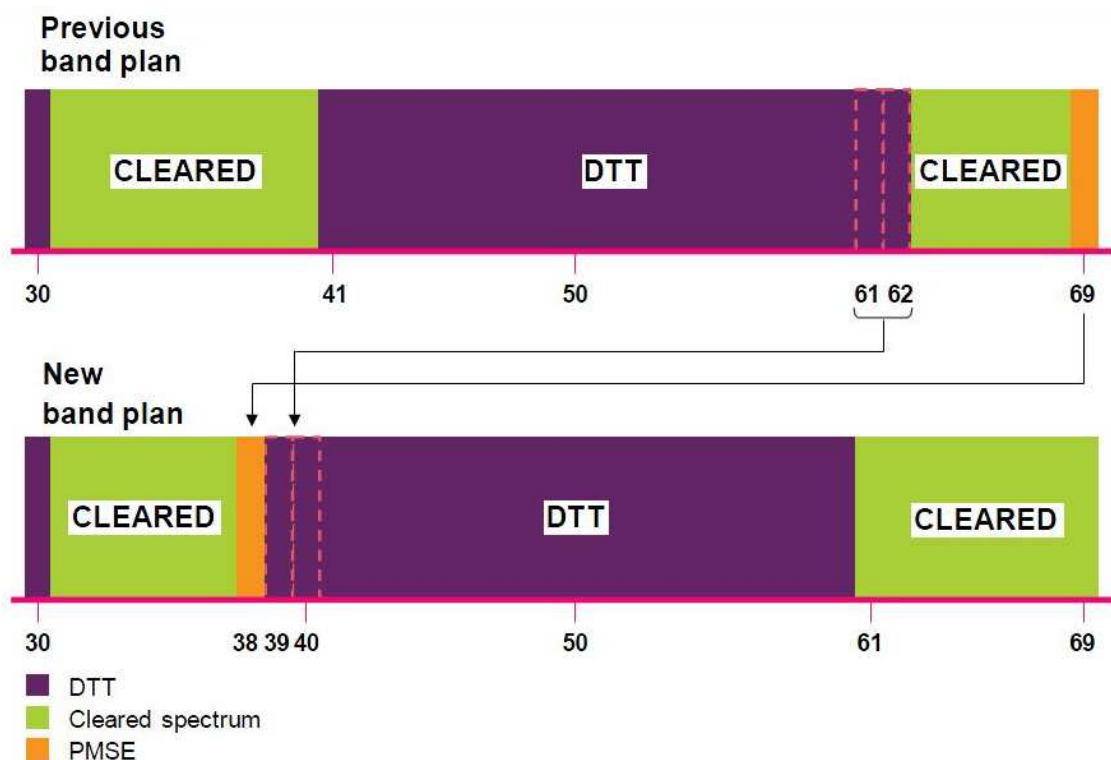 Previous
band plan
CLEARED DTT CLEARED
30 41 50 61 62 69
New
band plan
CLEARED DTT CLEARED
30 38 39 40 50 61 69
DTT
Cleared spectrum
PMSE